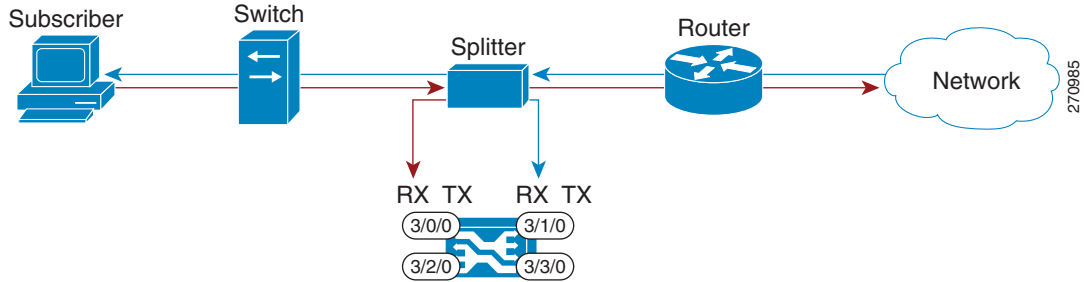 Subscriber
Switch
Splitter
Router
Network
270985
RX TX
RX TX
3/0/0
3/1/0
3/2/0
3/3/0